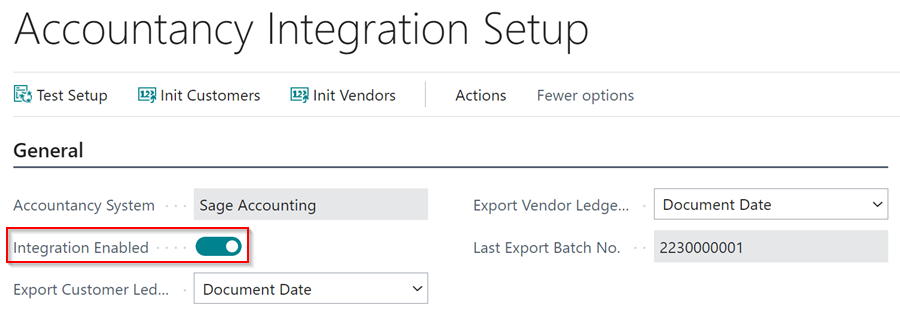 Accountancy Integration Setup
Test Setup Init Customers Init Vendors Actions Fewer options
General
Accountancy System Sage Accounting Export Vendor Ledge... Document Date
Integration Enabled Last Export Batch No. 2230000001
Export Customer Led... Document Date